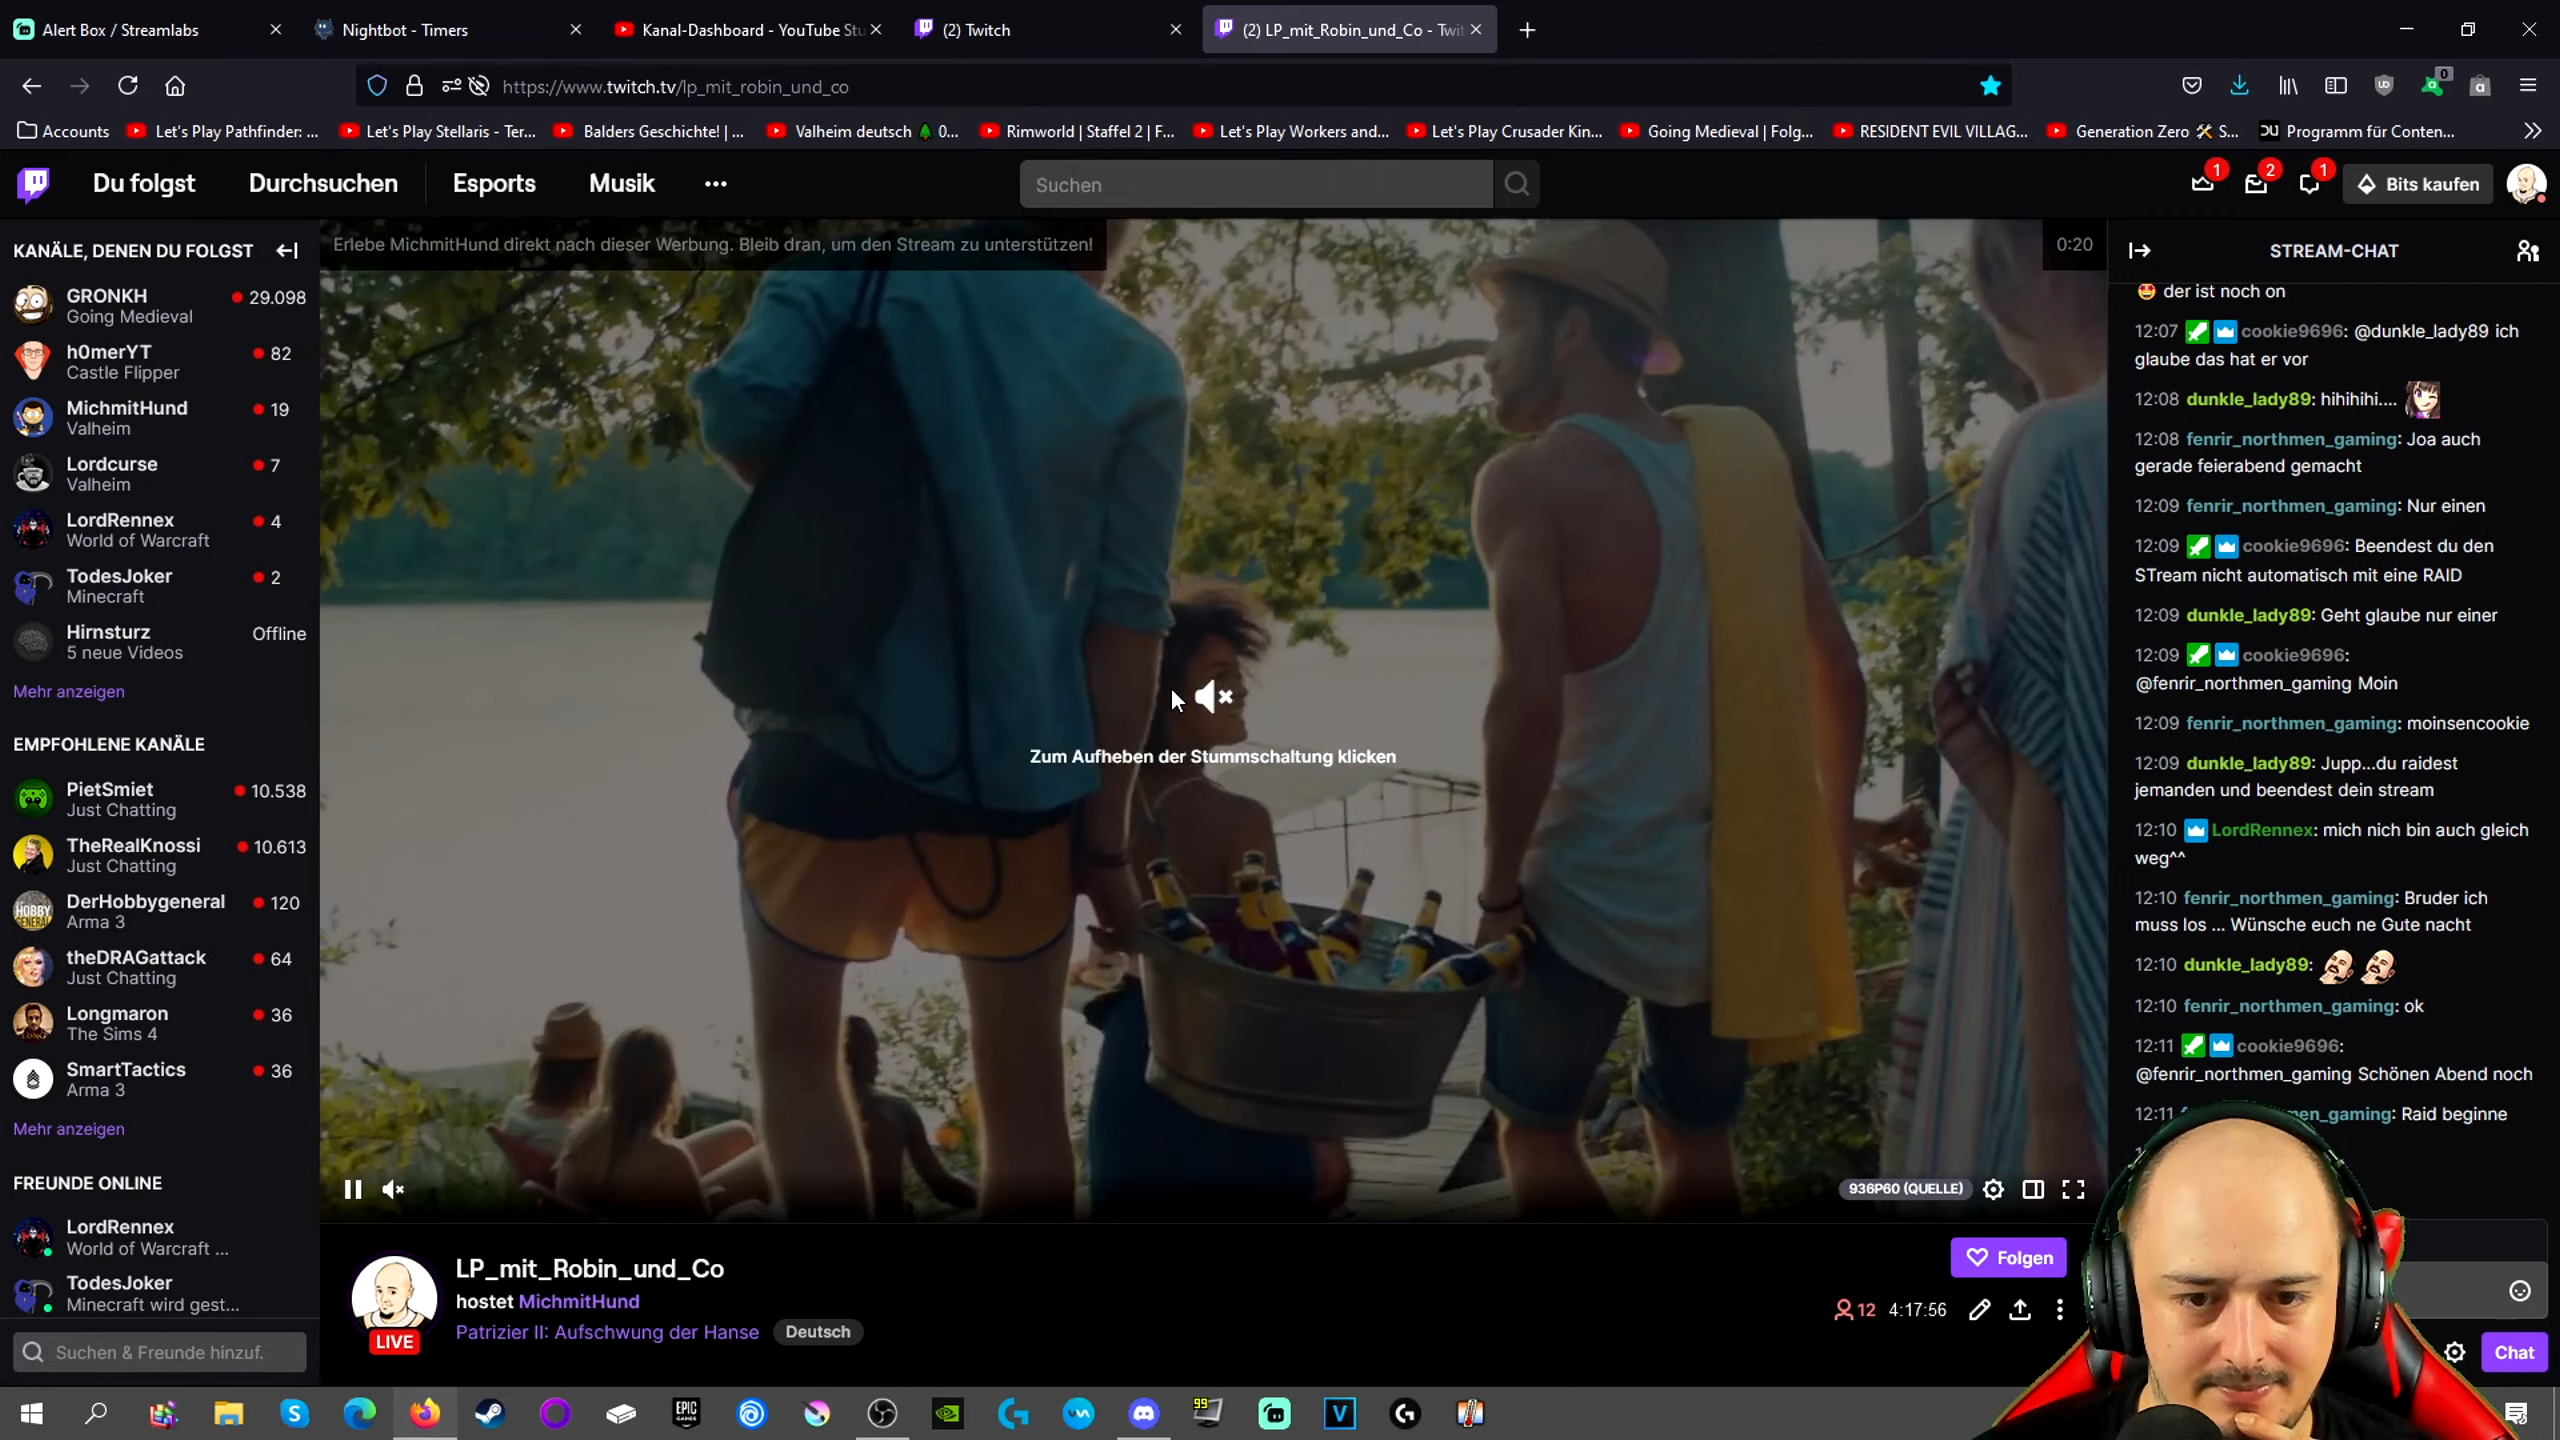 Alert Box / Streamlabs
Nightbot - Timers
Kanal-Dashboard - YouTube Stu
(2) Twitch
(2) LP_mit_Robin_und_Co - Twit
https://www.twitch.tv/lp_mit_robin_und_co
0
Accounts
Let's Play Pathfinder: ...
Let's Play Stellaris - Ter...
Balders Geschichte! | ...
Valheim deutsch 🌲 0...
Rimworld | Staffel 2 | F...
Let's Play Workers and...
Let's Play Crusader Kin...
Going Medieval | Folg...
RESIDENT EVIL VILLAG...
Generation Zero 🛠 S...
Programm für Conten...
Du folgst
Durchsuchen
Esports
Musik
Suchen
1
2
1
Bits kaufen
KANÄLE, DENEN DU FOLGST
GRONKH
29.098
Going Medieval
h0merYT
82
Castle Flipper
MichmitHund
19
Valheim
Lordcurse
7
Valheim
LordRennex
4
World of Warcraft
TodesJoker
2
Minecraft
Hirnsturz
Offline
5 neue Videos
Mehr anzeigen
EMPFOHLENE KANÄLE
PietSmiet
10.538
Just Chatting
TheRealKnossi
10.613
Just Chatting
HOBBY
GENERAL
DerHobbygeneral
120
Arma 3
theDRAGattack
64
Just Chatting
Longmaron
36
The Sims 4
SmartTactics
36
Arma 3
Mehr anzeigen
FREUNDE ONLINE
LordRennex
World of Warcraft ...
TodesJoker
Minecraft wird gest...
Suchen & Freunde hinzuf.
Erlebe MichmitHund direkt nach dieser Werbung. Bleib dran, um den Stream zu unterstützen!
0:20
Zum Aufheben der Stummschaltung klicken
936P60 (QUELLE)
LP_mit_Robin_und_Co
hostet MichmitHund
Patrizier II: Aufschwung der Hanse
Deutsch
LIVE
Folgen
12
4:17:56
STREAM-CHAT
🤩 der ist noch on
12:07 cookie9696: @dunkle_lady89 ich
glaube das hat er vor
12:08 dunkle_lady89: hihihihi....
12:08 fenrir_northmen_gaming: Joa auch
gerade feierabend gemacht
12:09 fenrir_northmen_gaming: Nur einen
12:09 cookie9696: Beendest du den
STream nicht automatisch mit eine RAID
12:09 dunkle_lady89: Geht glaube nur einer
12:09 cookie9696:
@fenrir_northmen_gaming Moin
12:09 fenrir_northmen_gaming: moinsencookie
12:09 dunkle_lady89: Jupp...du raidest
jemanden und beendest dein stream
12:10 LordRennex: mich nich bin auch gleich
weg^^
12:10 fenrir_northmen_gaming: Bruder ich
muss los ... Wünsche euch ne Gute nacht
12:10 dunkle_lady89:
12:10 fenrir_northmen_gaming: ok
12:11 cookie9696:
@fenrir_northmen_gaming Schönen Abend noch
12:11 men_gaming: Raid beginne
Chat
EPIC
GAMES
99